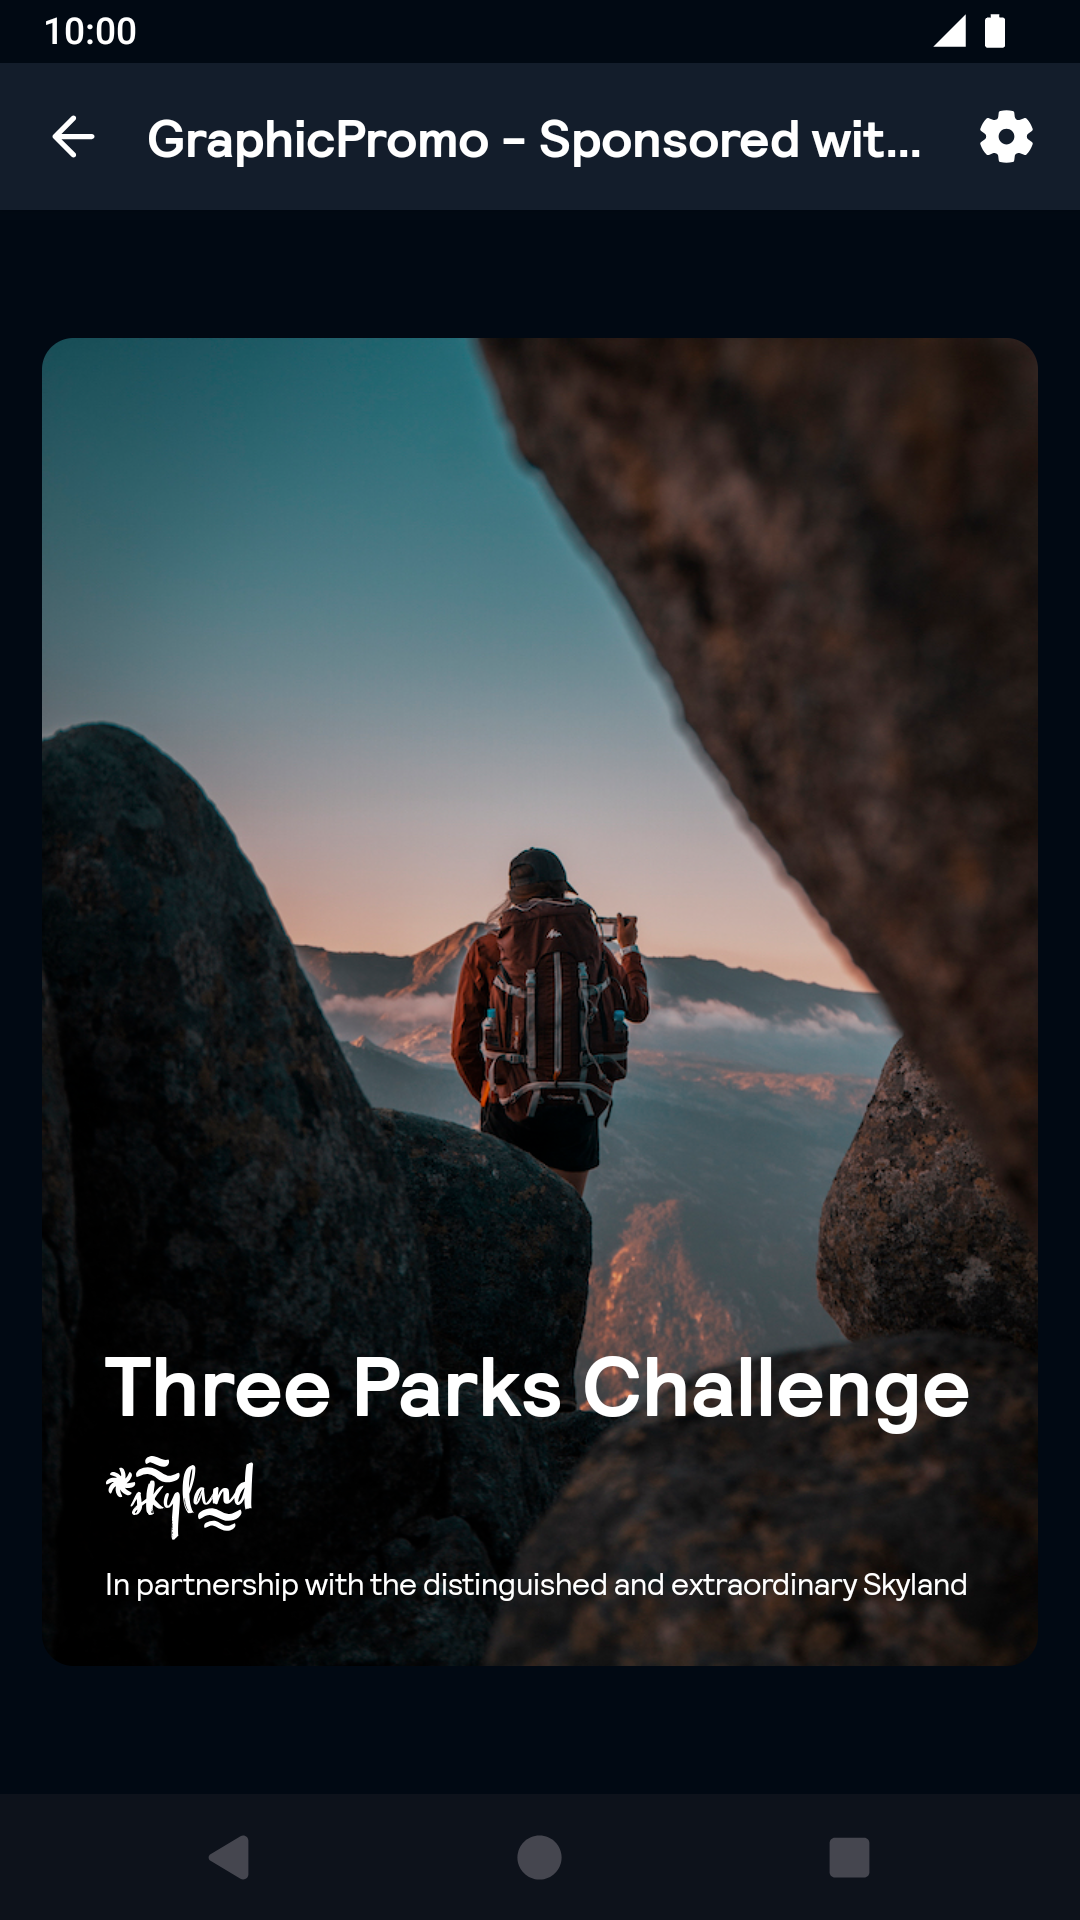 10:00
GraphicPromo - Sponsored wit...
Three Parks Challenge
skyland
In partnership with the distinguished and extraordinary Skyland